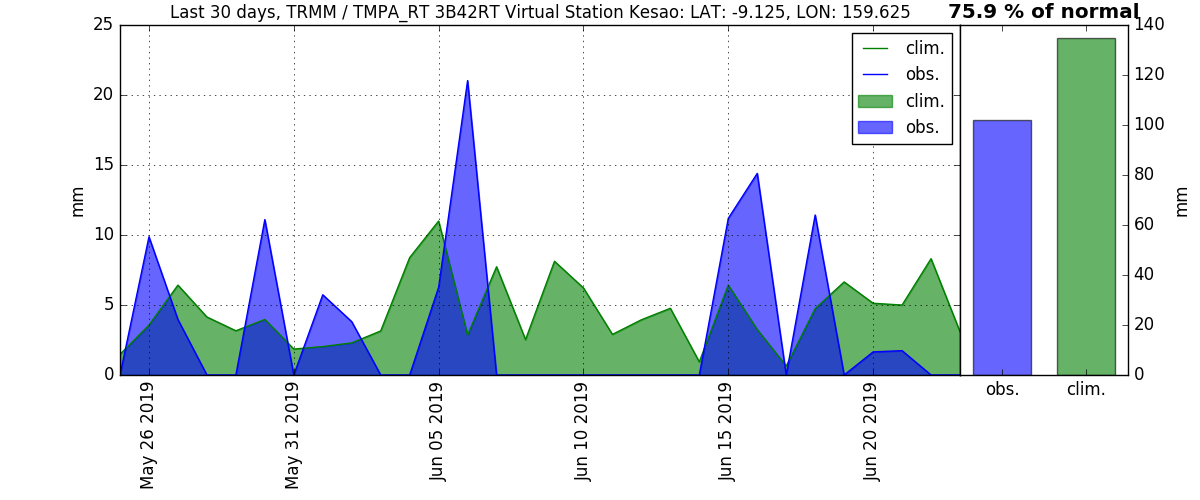 Last 30 days, TRMM / TMPA_RT 3B42RT Virtual Station Kesao: LAT: -9.125, LON: 159.625
75.9 % of normal
25
20
15
10
5
0
mm
clim.
obs.
clim.
obs.
140
120
100
80
60
40
20
0
mm
May 26 2019
May 31 2019
Jun 05 2019
Jun 10 2019
Jun 15 2019
Jun 20 2019
obs.
clim.